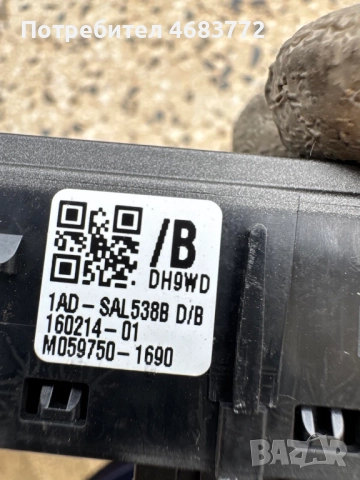 Потребител 4683772
/B
DH9WD
1AD-SAL538B D/B
160214-01
M059750-1690
BAZAR